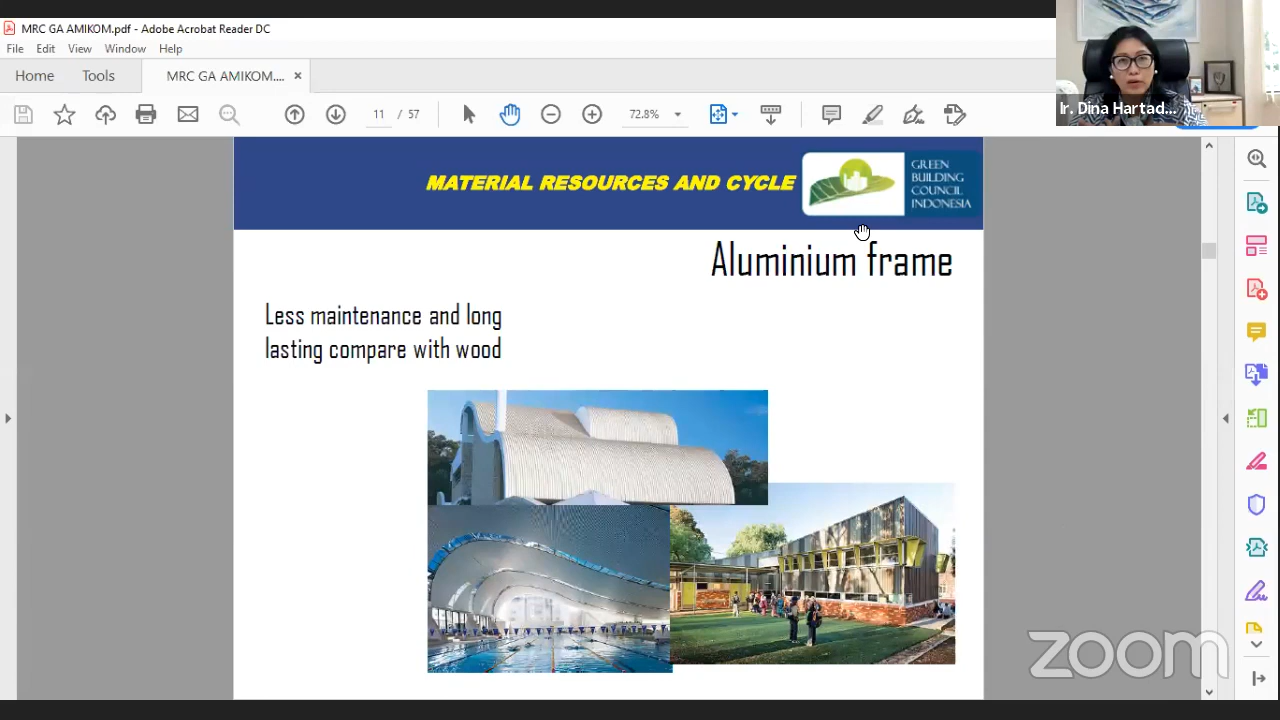 MRC GA AMIKOM.pdf - Adobe Acrobat Reader DC
File Edit View Window Help
Home Tools MRC GA AMIKOM.... ×
11 / 57 72.8%
Ir. Dina Hartad...
MATERIAL RESOURCES AND CYCLE
GREEN
BUILDING
COUNCIL
INDONESIA
Aluminium frame
Less maintenance and long
lasting compare with wood
zoom